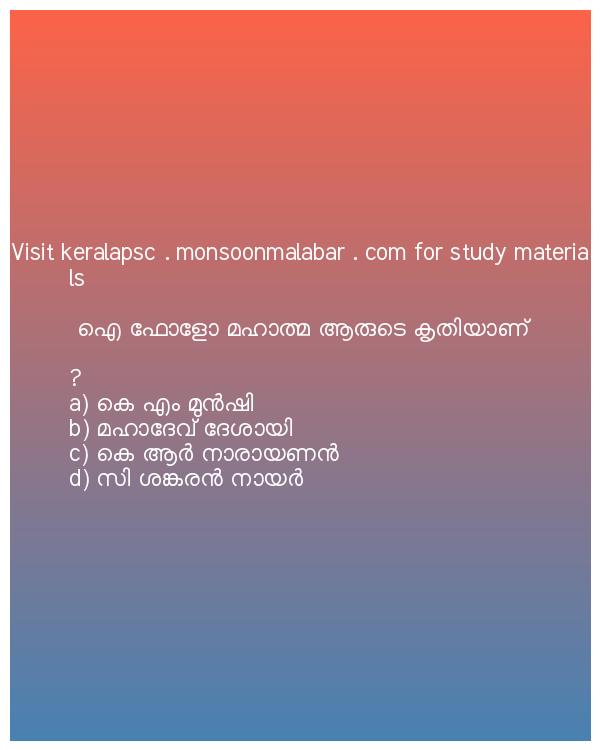 Visit keralapsc . monsoonmalabar . com for study materia
ls
ഐ ഫോളോ മഹാത്മ ആരുടെ കൃതിയാണ്
?
a) കെ എം മുൻഷി
b) മഹാദേവ് ദേശായി
c) കെ ആർ നാരായണൻ
d) സി ശങ്കരൻ നായർ